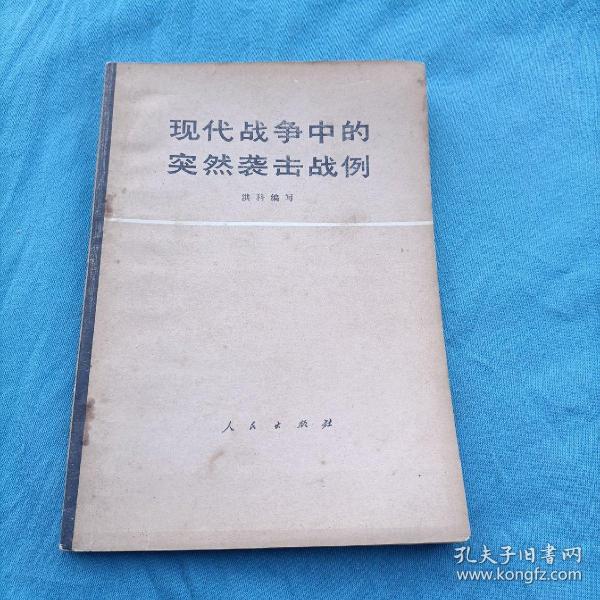 现代战争中的
突然袭击战例
洪科编写
人民出版社
孔夫子旧书网
www.kongfz.com